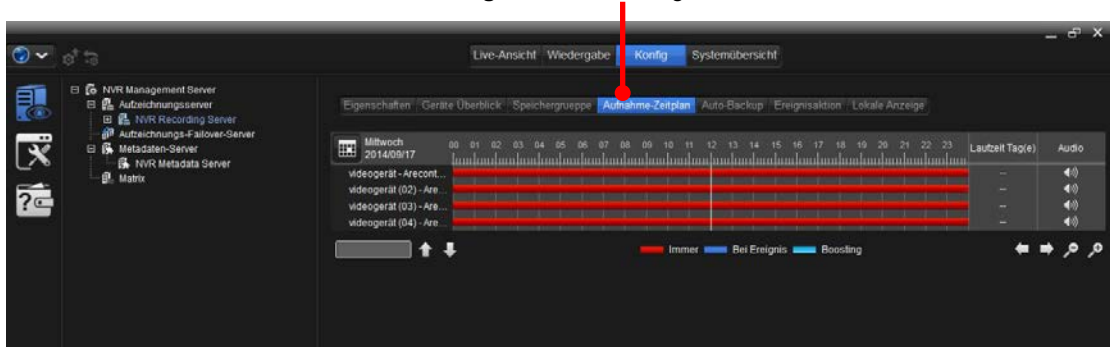 Live-Ansicht Wiedergabe Konfig Systemübersicht
NVR Management Server
Aufzeichnungsserver
NVR Recording Server
Aufzeichnungs-Failover-Server
Metadaten-Server
NVR Metadata Server
Matrix
Eigenschaften Geräte Überblick Speichergrueppe Aufnahme-Zeitplan Auto-Backup Ereignisaktion Lokale Anzeige
Mittwoch
2014/09/17
00 01 02 03 04 05 06 07 08 09 10 11 12 13 14 15 16 17 18 19 20 21 22 23 Laufzeit Tag(e) Audio
videogerät - Arecont... --
videogerät (02) - Are... --
videogerät (03) - Are... --
videogerät (04) - Are... --
Immer Bei Ereignis Boosting